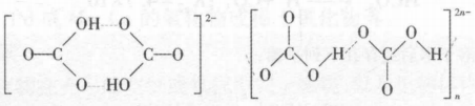 OH O 2-
O—C C—O
O HO
O O O 2n-
C H C H
O O O n